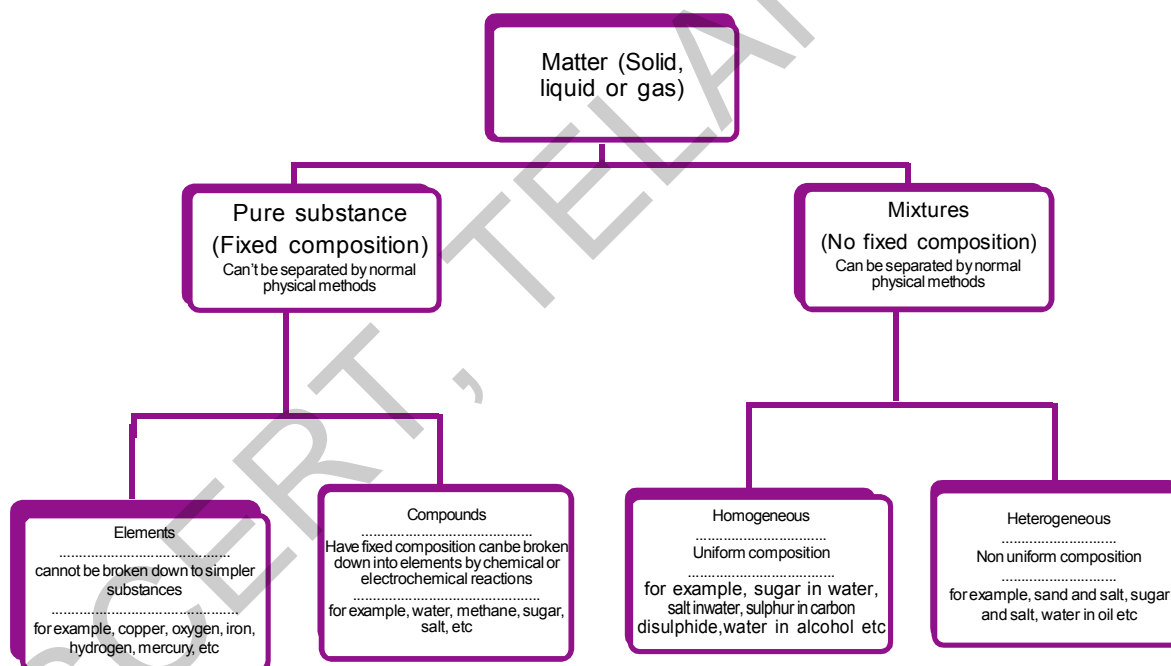 Matter (Solid,
liquid or gas)
Pure substance
(Fixed composition)
Can't be separated by normal
physical methods
Mixtures
(No fixed composition)
Can be separated by normal
physical methods
Elements
..........................................
cannot be broken down to simpler
substances
..............................................
for example, copper, oxygen, iron,
hydrogen, mercury, etc
Compounds
..........................................
Have fixed composition canbe broken
down into elements by chemical or
electrochemical reactions
..............................................
for example, water, methane, sugar,
salt, etc
Homogeneous
................................
Uniform composition
....................................
for example, sugar in water,
salt inwater, sulphur in carbon
disulphide,water in alcohol etc
Heterogeneous
............................
Non uniform composition
............................
for example, sand and salt, sugar
and salt, water in oil etc
CERT, TELA